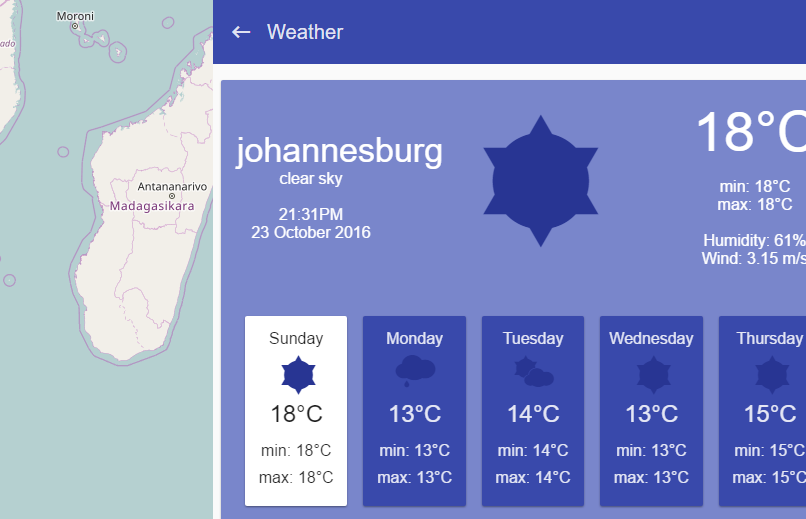 Moroni
ado
Antananarivo
Madagasikara
Weather
johannesburg
clear sky
21:31PM
23 October 2016
18°C
min: 18°C
max: 18°C
Humidity: 61%
Wind: 3.15 m/s
Sunday
18°C
min: 18°C
max: 18°C
Monday
13°C
min: 13°C
max: 13°C
Tuesday
14°C
min: 14°C
max: 14°C
Wednesday
13°C
min: 13°C
max: 13°C
Thursday
15°C
min: 15°C
max: 15°C